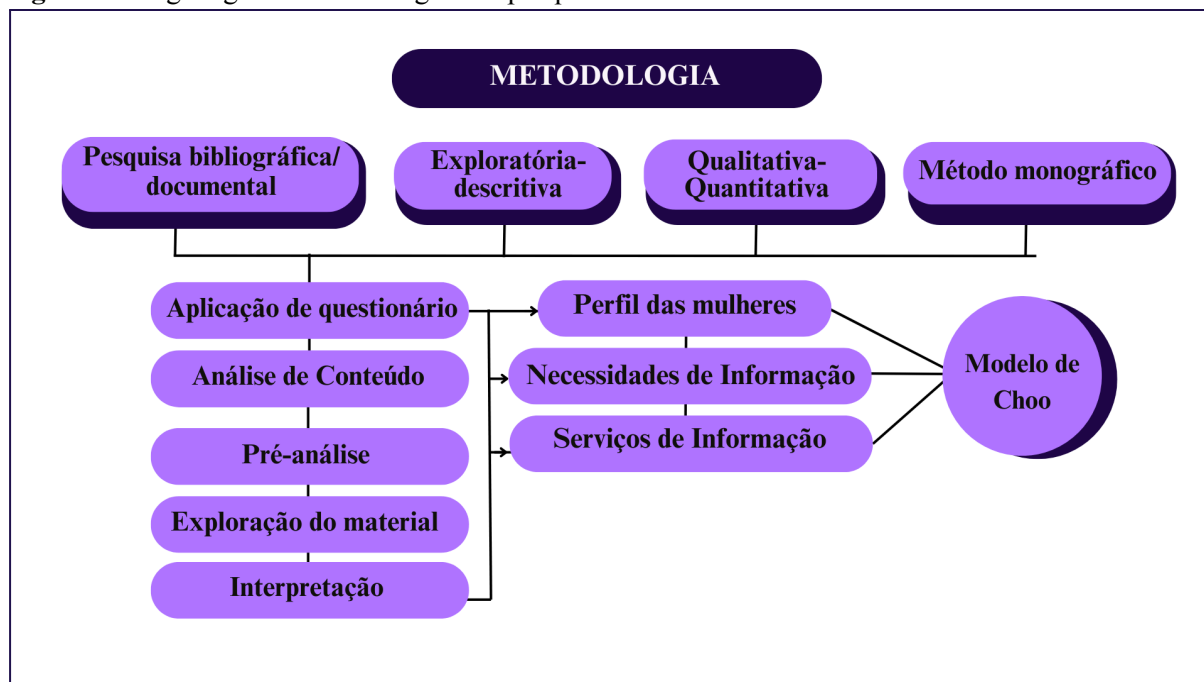 METODOLOGIA
Pesquisa bibliográfica/
documental
Exploratória-
descritiva
Qualitativa-
Quantitativa
Método monográfico
Aplicação de questionário
Perfil das mulheres
Análise de Conteúdo
Necessidades de Informação
Modelo de
Choo
Serviços de Informação
Pré-análise
Exploração do material
Interpretação